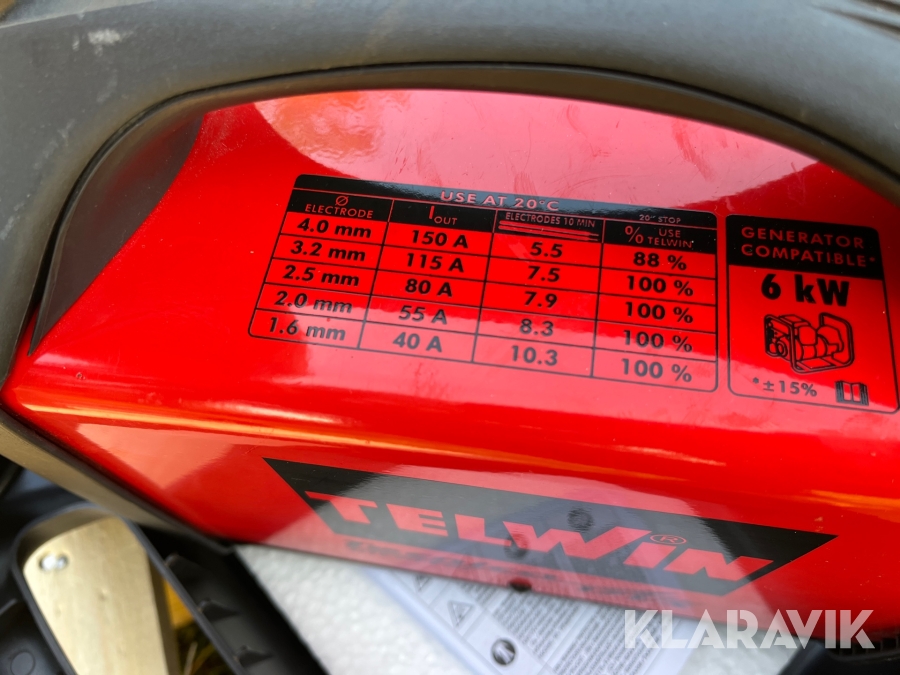 USE AT 20°C
Ø ELECTRODE I OUT ELECTRODES 10 MIN 20" STOP % USE TELWIN
4.0 mm 150 A 5.5 88 %
3.2 mm 115 A 7.5 100 %
2.5 mm 80 A 7.9 100 %
2.0 mm 55 A 8.3 100 %
1.6 mm 40 A 10.3 100 %
GENERATOR
COMPATIBLE*
6 kW
*±15%
TELWIN®
KLARAVIK